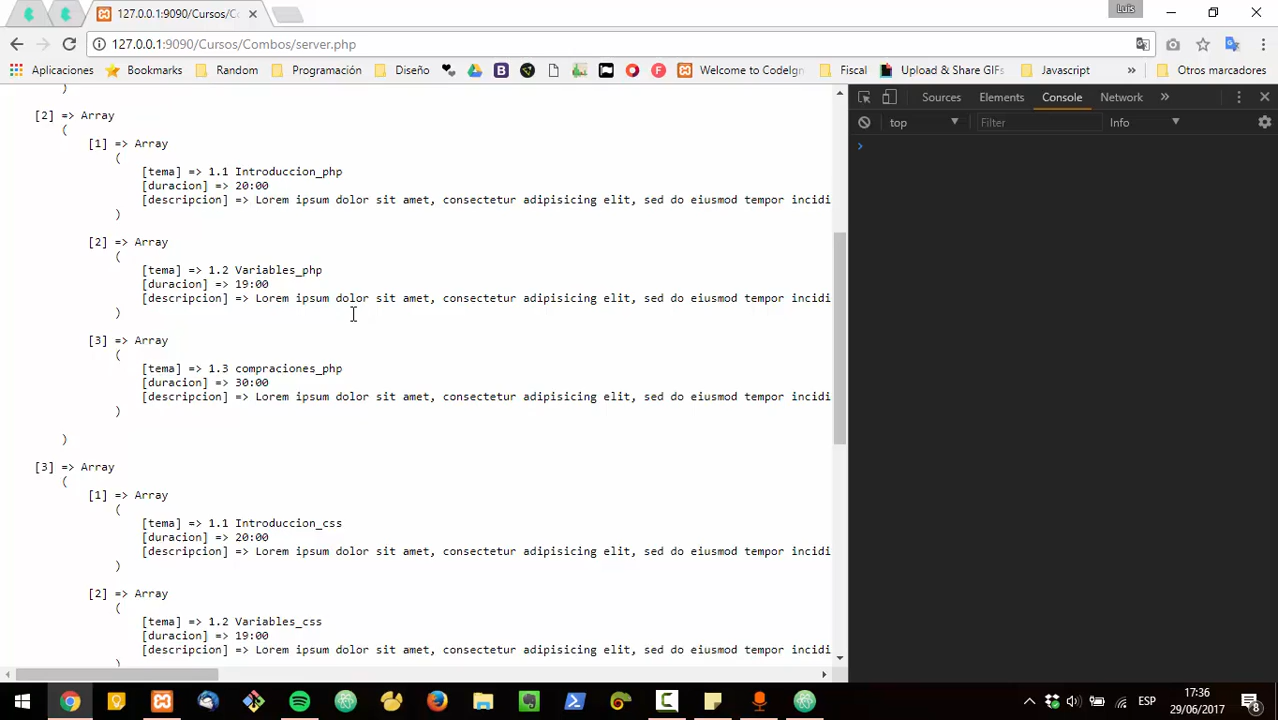 Luis
127.0.0.1:9090/Cursos/Cc
127.0.0.1:9090/Cursos/Combos/server.php
Aplicaciones Bookmarks Random Programación Diseño Welcome to CodeIgn Fiscal Upload & Share GIFs Javascript » Otros marcadores
)
[2] => Array
(
[1] => Array
(
[tema] => 1.1 Introduccion_php
[duracion] => 20:00
[descripcion] => Lorem ipsum dolor sit amet, consectetur adipisicing elit, sed do eiusmod tempor incidi
)
[2] => Array
(
[tema] => 1.2 Variables_php
[duracion] => 19:00
[descripcion] => Lorem ipsum dolor sit amet, consectetur adipisicing elit, sed do eiusmod tempor incidi
)
[3] => Array
(
[tema] => 1.3 compraciones_php
[duracion] => 30:00
[descripcion] => Lorem ipsum dolor sit amet, consectetur adipisicing elit, sed do eiusmod tempor incidi
)
)
[3] => Array
(
[1] => Array
(
[tema] => 1.1 Introduccion_css
[duracion] => 20:00
[descripcion] => Lorem ipsum dolor sit amet, consectetur adipisicing elit, sed do eiusmod tempor incidi
)
[2] => Array
(
[tema] => 1.2 Variables_css
[duracion] => 19:00
[descripcion] => Lorem ipsum dolor sit amet, consectetur adipisicing elit, sed do eiusmod tempor incidi
)
Sources Elements Console Network »
top Filter Info
ESP
17:36
29/06/2017
8